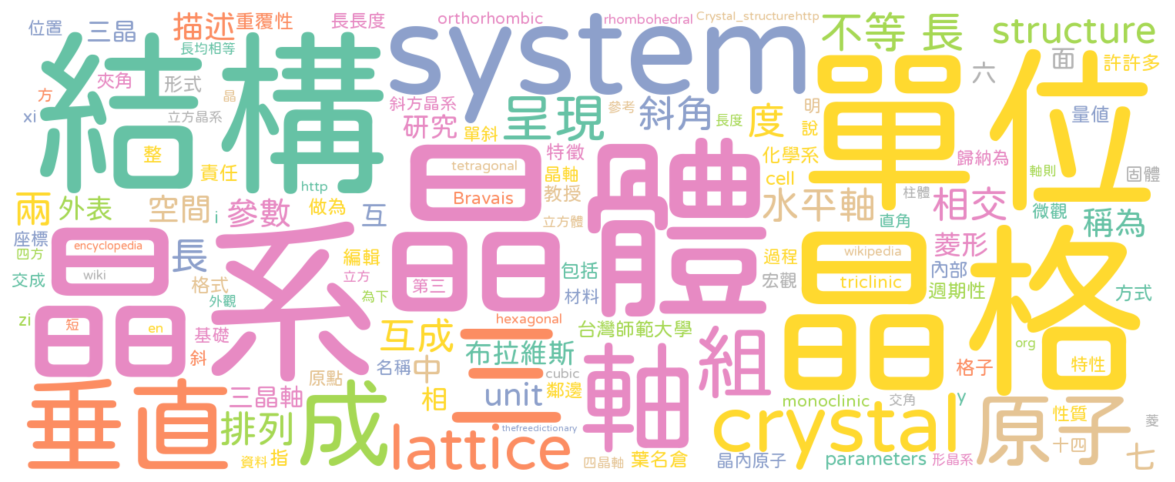 位置
三晶
描述
重覆性
長長度
長均相等
orthorhombic
system
rhombohedral
Crystal_structurehttp
不等 長
structure
結構
方
夾角
形式
晶
xi
立方晶系
斜方晶系
研究
單斜
呈現
參考
斜角
長度
度
明
說
單位
六
面
許許多
量值
整
責任
http
特徵
晶軸
教授
tetragonal
Bravais
化學系
cell
歸納為
軸則
固體
柱體
兩
外表
空間
i
參數
做為
互
立方體
水平軸
直角
相交
微觀
稱為
座標
四方
encyclopedia
wiki
長
編輯
晶體
包括
過程
宏觀
wikipedia
triclinic
菱形
內部
週期性
晶格
方式
交成
格式
外觀
晶系
立方
為下
第三
材料
zi
短
en
基礎
斜
互成
hexagonal
三
台灣師範大學
布拉維斯
org
特性
格子
垂直
三晶軸
原點
名稱
中
cubic
unit
鄰邊
軸
組
monoclinic
交角
y
性質
菱
排列
成
相
thefreedictionary
crystal
原子
十四
資料
指
lattice
四晶軸
葉名倉
晶內原子
parameters
形晶系
七